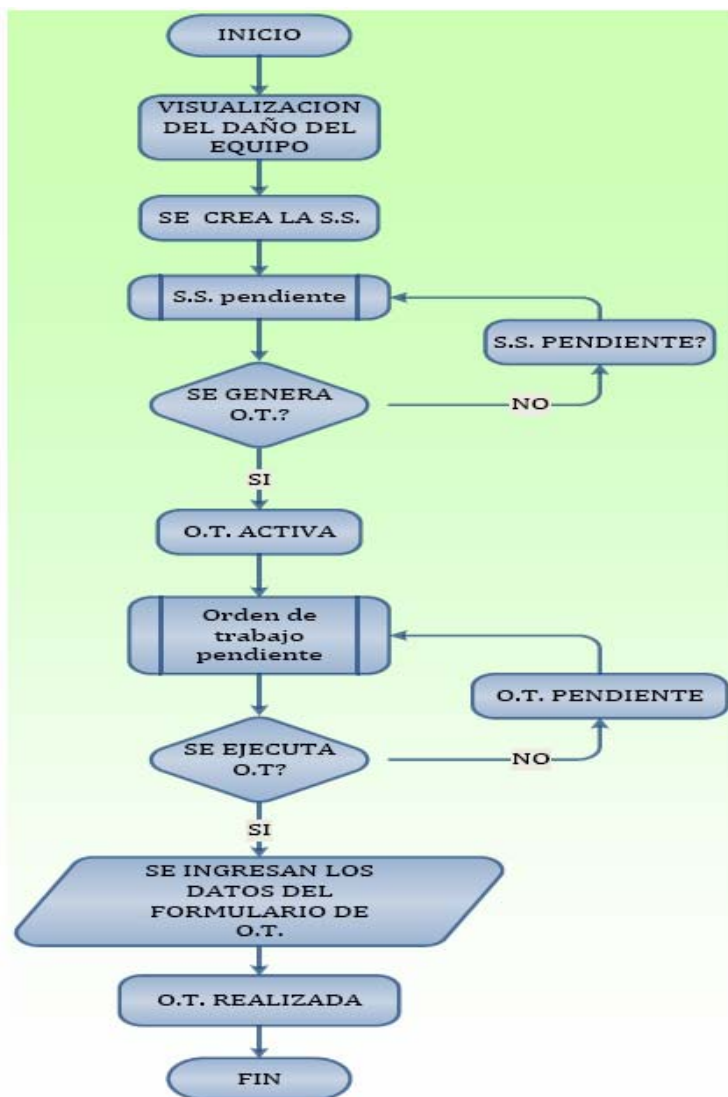 INICIO
VISUALIZACION
DEL DAÑO DEL
EQUIPO
SE CREA LA S.S.
S.S. pendiente
S.S. PENDIENTE?
SE GENERA
O.T.?
NO
SI
O.T. ACTIVA
Orden de
trabajo
pendiente
O.T. PENDIENTE
SE EJECUTA
O.T?
NO
SI
SE INGRESAN LOS
DATOS DEL
FORMULARIO DE
O.T.
O.T. REALIZADA
FIN